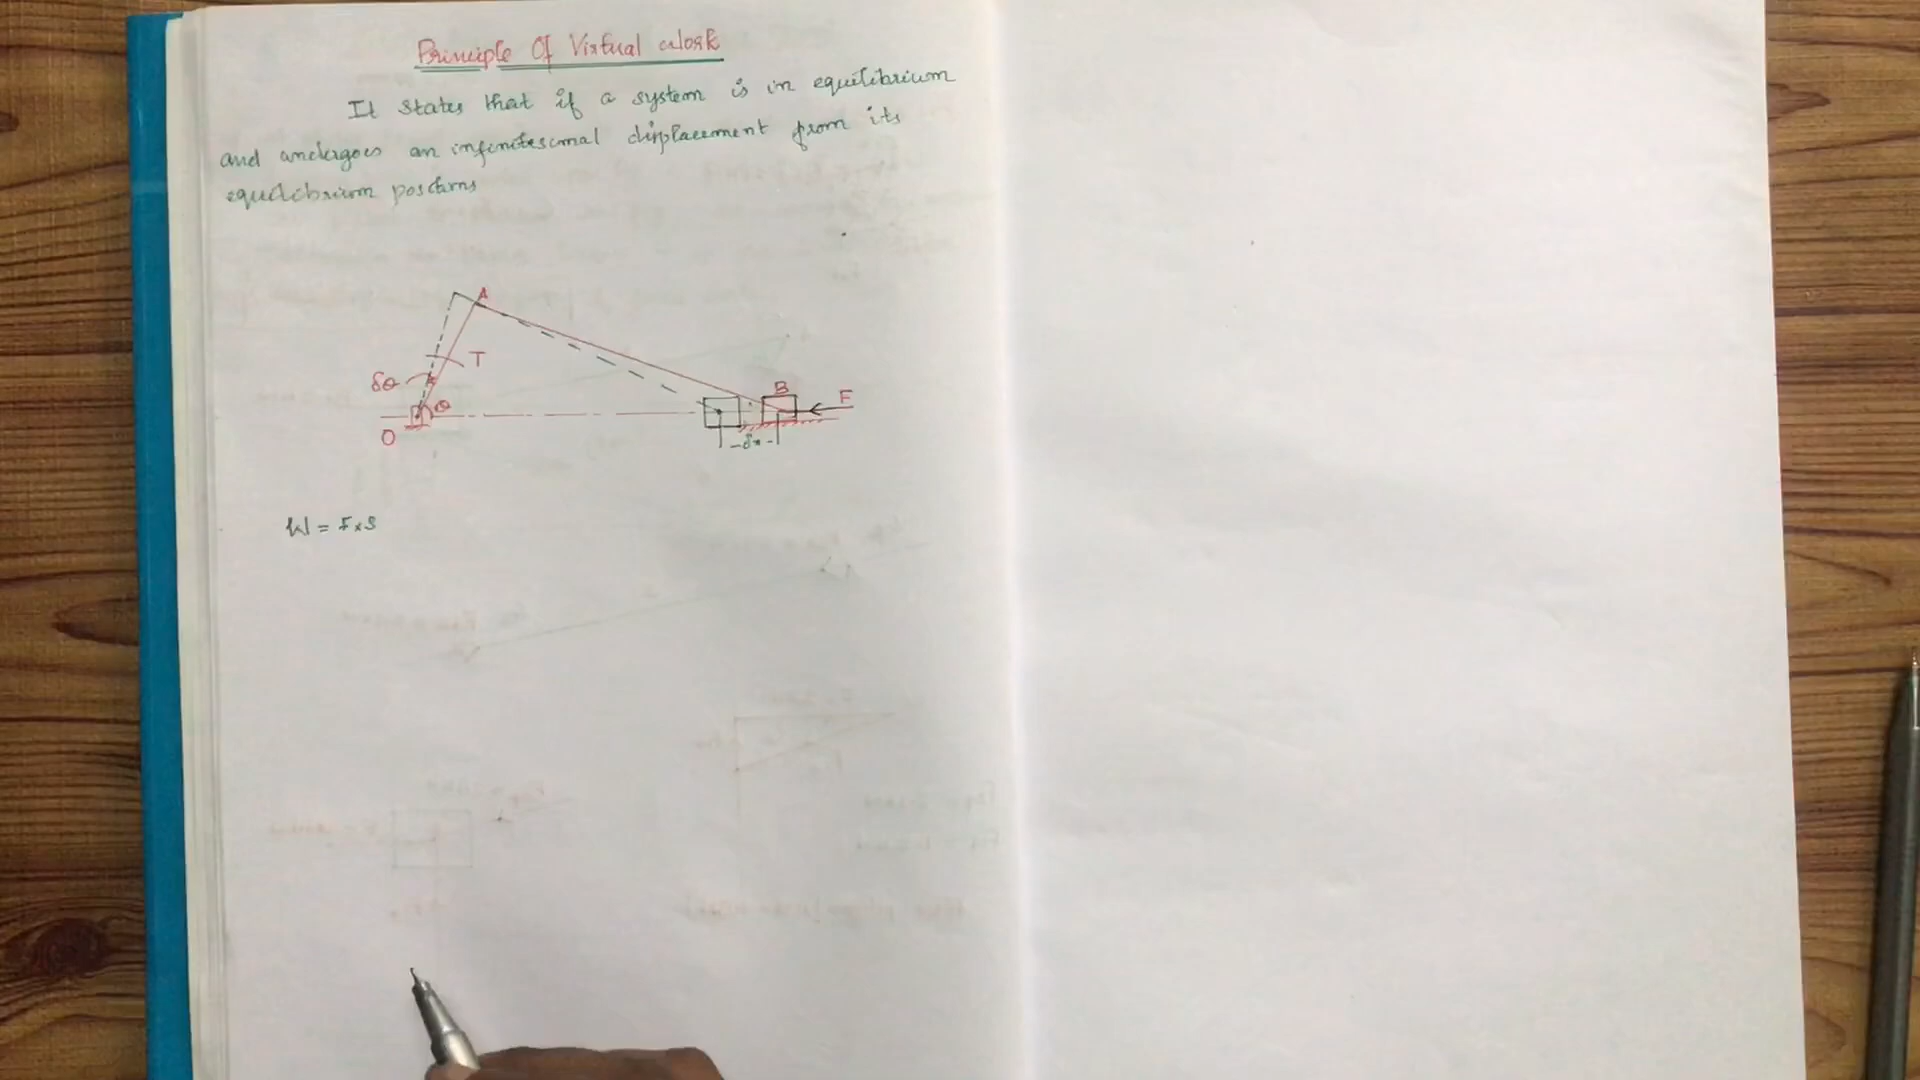 Principle Of Virtual Work
It States that if a system is in equilibrium
and undergoes an infinitesimal displacement from its
equilibrium positions
A
T
δθ
θ
B
F
O
δx
W = F×S